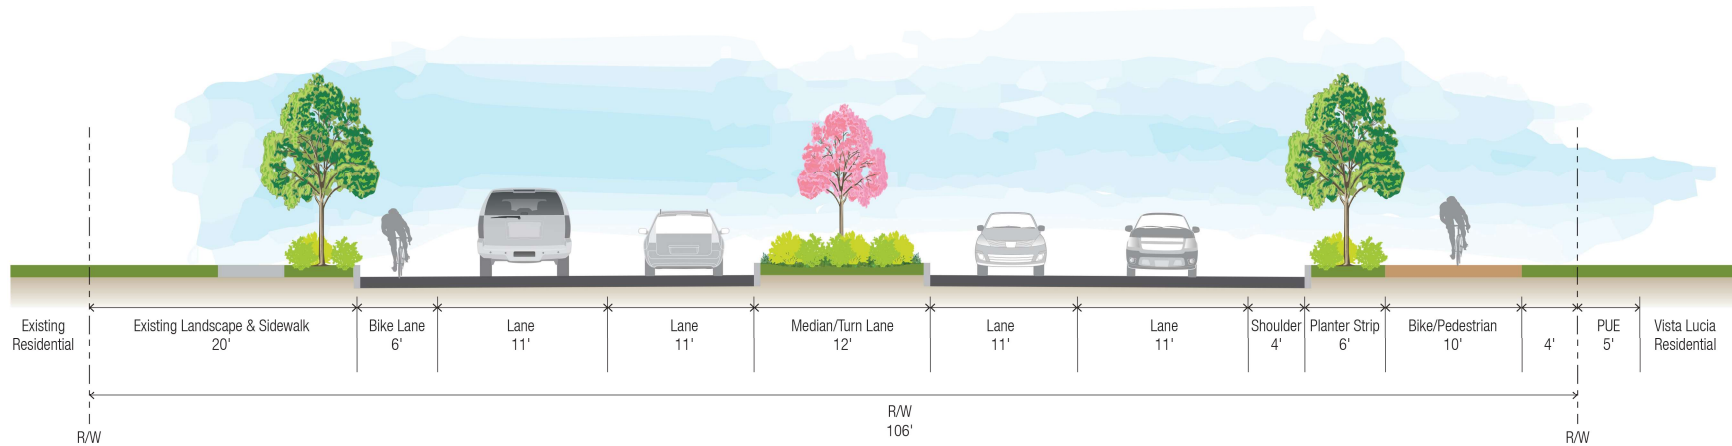 Existing
Residential
Existing Landscape & Sidewalk
20'
Bike Lane
6'
Lane
11'
Lane
11'
Median/Turn Lane
12'
Lane
11'
Lane
11'
Shoulder
4'
Planter Strip
6'
Bike/Pedestrian
10'
4'
PUE
5'
Vista Lucia
Residential
R/W
106'
R/W
R/W